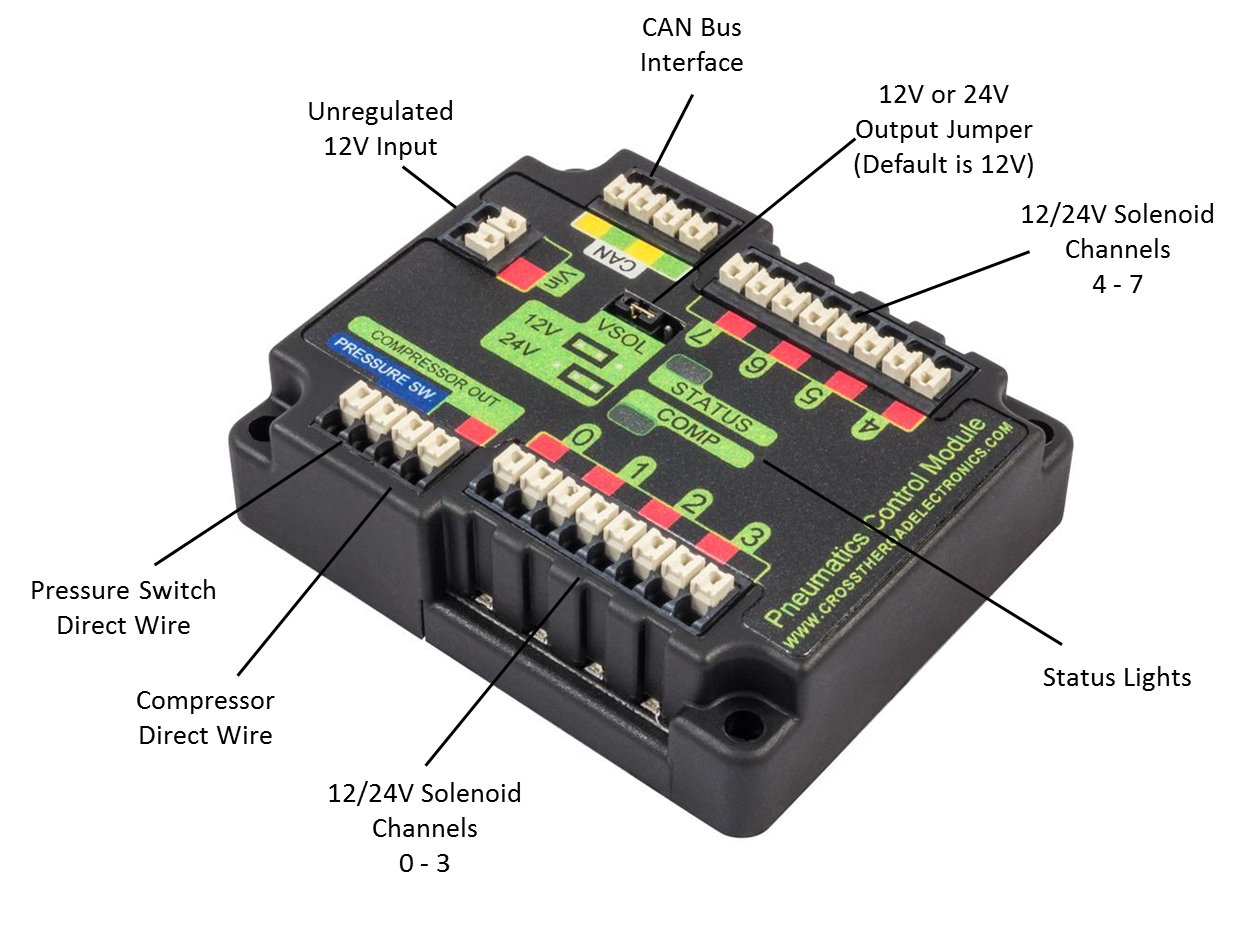 CAN Bus
Interface
12V or 24V
Output Jumper
(Default is 12V)
Unregulated
12V Input
12/24V Solenoid
Channels
4 - 7
CAN
Vin
12V
24V
VSOL
COMPRESSOR OUT
PRESSURE SW.
STATUS
COMP
7
6
5
4
0
1
2
3
Pneumatics Control Module
WWW.CROSSTHEROADELECTRONICS.COM
Pressure Switch
Direct Wire
Compressor
Direct Wire
12/24V Solenoid
Channels
0 - 3
Status Lights